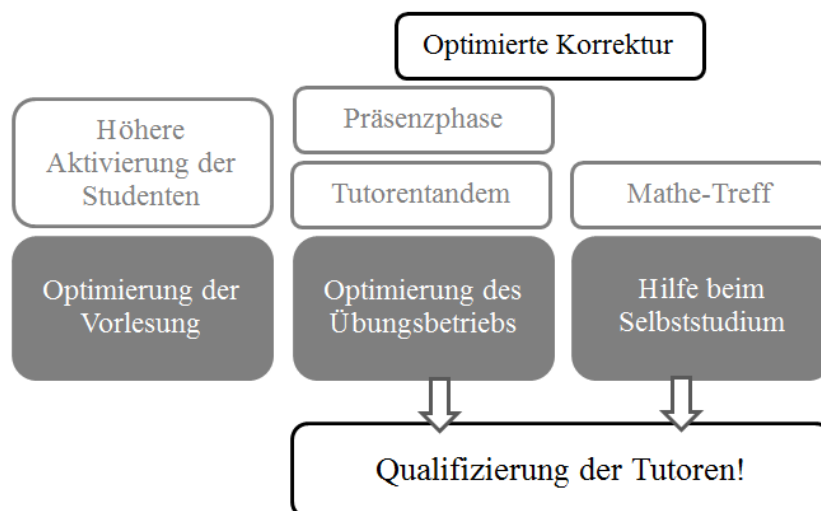 Optimierte Korrektur
Höhere
Aktivierung der
Studenten
Präsenzphase
Tutorentandem
Mathe-Treff
Optimierung der
Vorlesung
Optimierung des
Übungsbetriebs
Hilfe beim
Selbststudium
Qualifizierung der Tutoren!